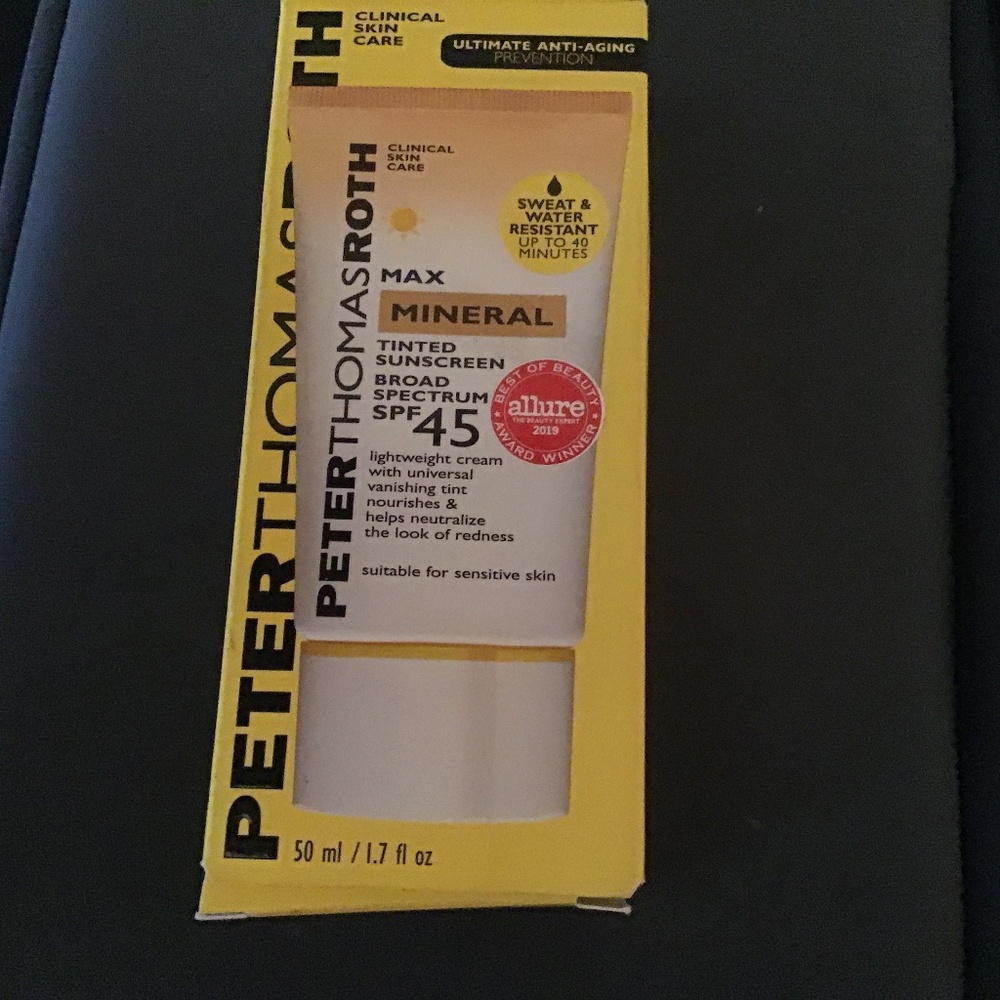 CLINICAL
SKIN
CARE
ULTIMATE ANTI-AGING
PREVENTION
PETERTHOMASROTH
PETERTHOMASROTH
CLINICAL
SKIN
CARE
SWEAT &
WATER
RESISTANT
UP TO 40
MINUTES
MAX
MINERAL
TINTED
SUNSCREEN
BROAD
SPECTRUM
SPF 45
BEST OF BEAUTY
allure
THE BEAUTY EXPERT
2019
AWARD WINNER
lightweight cream
with universal
vanishing tint
nourishes &
helps neutralize
the look of redness
suitable for sensitive skin
50 ml / 1.7 fl oz